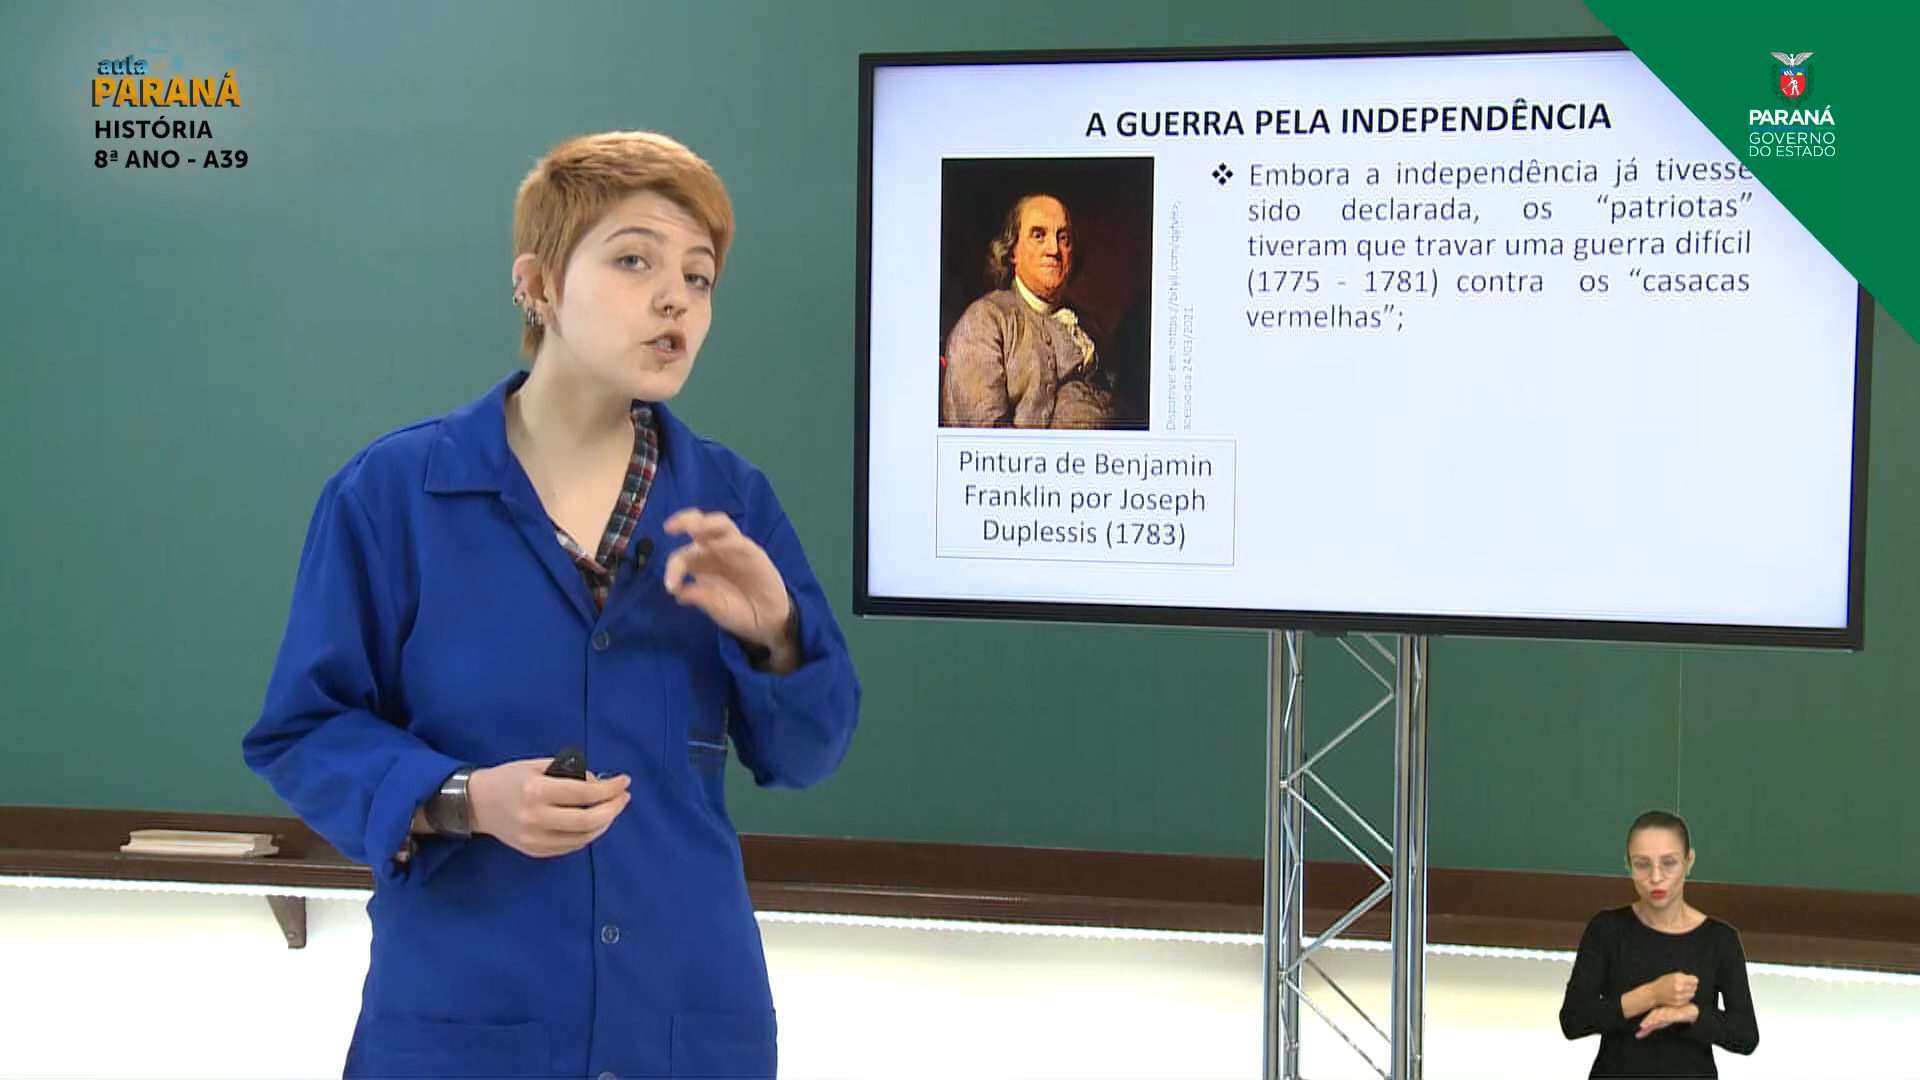 aula
PARANÁ
HISTÓRIA
8ª ANO - A39
A GUERRA PELA INDEPENDÊNCIA
❖ Embora a independência já tivesse
sido declarada, os “patriotas”
tiveram que travar uma guerra difícil
(1775 - 1781) contra os “casacas
vermelhas”;
Pintura de Benjamin
Franklin por Joseph
Duplessis (1783)
PARANÁ
GOVERNO
DO ESTADO